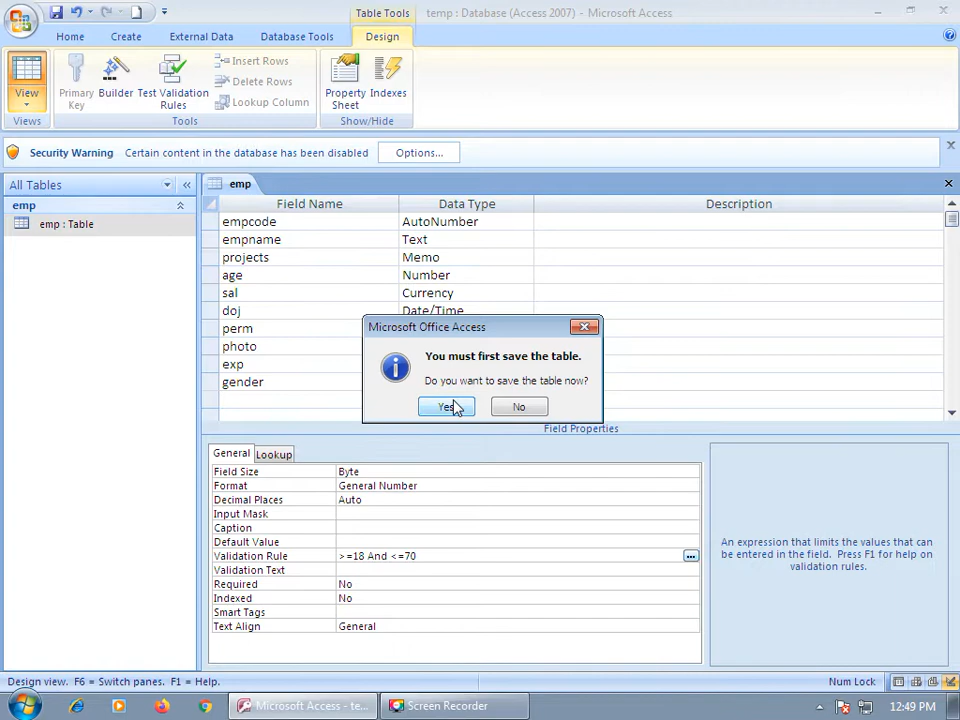 Table Tools
temp : Database (Access 2007) - Microsoft Access
Home
Create
External Data
Database Tools
Design
View
Primary Key
Builder
Test Validation Rules
Insert Rows
Delete Rows
Lookup Column
Property Sheet
Indexes
Views
Tools
Show/Hide
Security Warning
Certain content in the database has been disabled
Options...
All Tables
emp
emp
emp : Table
Field Name
Data Type
Description
empcode AutoNumber
empname Text
projects Memo
age Number
sal Currency
doj Date/Time
perm
photo
exp
gender
Microsoft Office Access
You must first save the table.
Do you want to save the table now?
Yes
No
Field Properties
General
Lookup
Field Size Byte
Format General Number
Decimal Places Auto
Input Mask
Caption
Default Value
Validation Rule >=18 And <=70
Validation Text
Required No
Indexed No
Smart Tags
Text Align General
An expression that limits the values that can
be entered in the field. Press F1 for help on
validation rules.
Design view. F6 = Switch panes. F1 = Help.
Num Lock
Microsoft Access - te...
Screen Recorder
12:49 PM